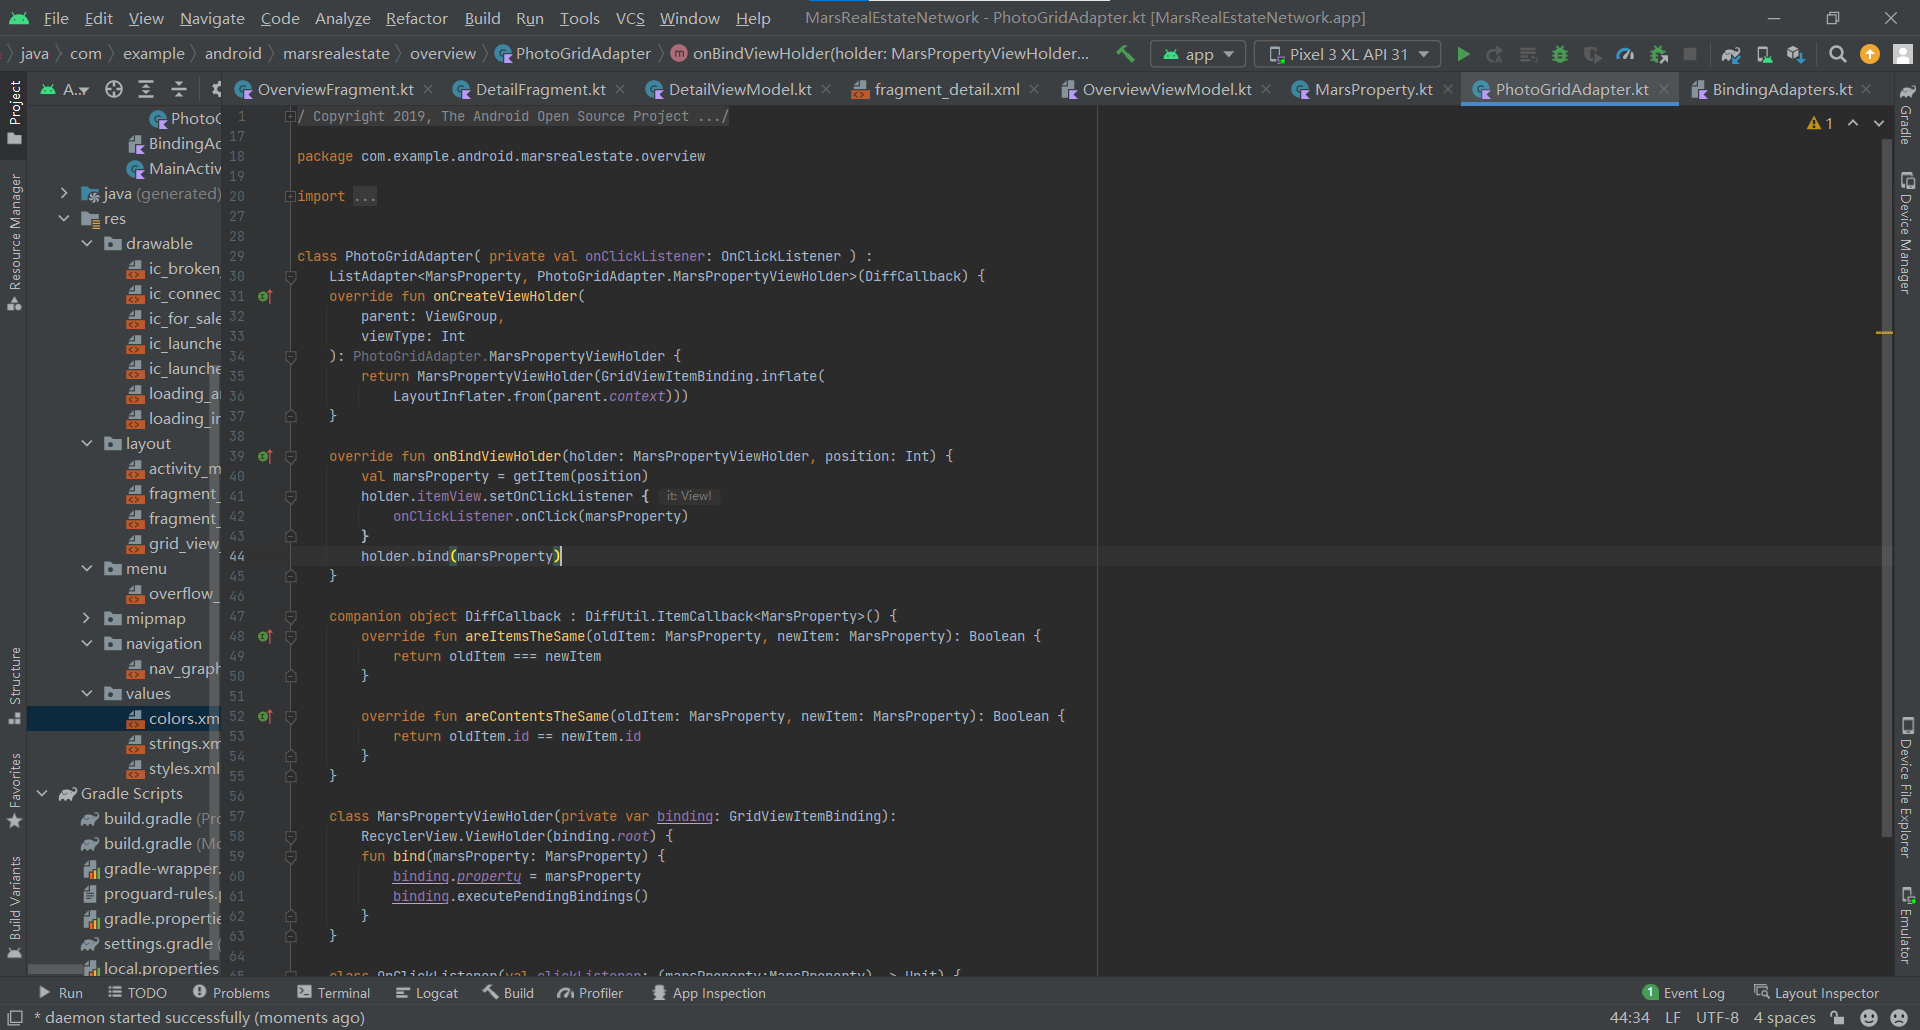 File Edit View Navigate Code Analyze Refactor Build Run Tools VCS Window Help MarsRealEstateNetwork - PhotoGridAdapter.kt [MarsRealEstateNetwork.app]
java com example android marsrealestate overview PhotoGridAdapter m onBindViewHolder(holder: MarsPropertyViewHolder... app Pixel 3 XL API 31
A... OverviewFragment.kt DetailFragment.kt DetailViewModel.kt fragment_detail.xml OverviewViewModel.kt MarsProperty.kt PhotoGridAdapter.kt BindingAdapters.kt
Project
Resource Manager
Structure
Favorites
Build Variants
PhotoG
BindingAd
MainActiv
java (generated)
res
drawable
ic_broken_
ic_connec
ic_for_sale
ic_launche
ic_launche
loading_a
loading_i
layout
activity_m
fragment_
fragment_
grid_view_
menu
overflow_
mipmap
navigation
nav_graph
values
colors.xm
strings.xm
styles.xml
Gradle Scripts
build.gradle (Pro
build.gradle (Mo
gradle-wrapper.
proguard-rules.
gradle.propertie
settings.gradle (
local.properties
1 / Copyright 2019, The Android Open Source Project .../
17
18 package com.example.android.marsrealestate.overview
19
20 import ...
27
28
29 class PhotoGridAdapter( private val onClickListener: OnClickListener ) :
30 ListAdapter<MarsProperty, PhotoGridAdapter.MarsPropertyViewHolder>(DiffCallback) {
31 override fun onCreateViewHolder(
32 parent: ViewGroup,
33 viewType: Int
34 ): PhotoGridAdapter.MarsPropertyViewHolder {
35 return MarsPropertyViewHolder(GridViewItemBinding.inflate(
36 LayoutInflater.from(parent.context)))
37 }
38
39 override fun onBindViewHolder(holder: MarsPropertyViewHolder, position: Int) {
40 val marsProperty = getItem(position)
41 holder.itemView.setOnClickListener { it: View!
42 onClickListener.onClick(marsProperty)
43 }
44 holder.bind(marsProperty)
45 }
46
47 companion object DiffCallback : DiffUtil.ItemCallback<MarsProperty>() {
48 override fun areItemsTheSame(oldItem: MarsProperty, newItem: MarsProperty): Boolean {
49 return oldItem === newItem
50 }
51
52 override fun areContentsTheSame(oldItem: MarsProperty, newItem: MarsProperty): Boolean {
53 return oldItem.id == newItem.id
54 }
55 }
56
57 class MarsPropertyViewHolder(private var binding: GridViewItemBinding):
58 RecyclerView.ViewHolder(binding.root) {
59 fun bind(marsProperty: MarsProperty) {
60 binding.property = marsProperty
61 binding.executePendingBindings()
62 }
63 }
64
65 class OnClickListener(val clickListener: (marsProperty:MarsProperty) -> Unit) {
1
Gradle
Device Manager
Device File Explorer
Emulator
Run TODO Problems Terminal Logcat Build Profiler App Inspection 1 Event Log Layout Inspector
* daemon started successfully (moments ago) 44:34 LF UTF-8 4 spaces